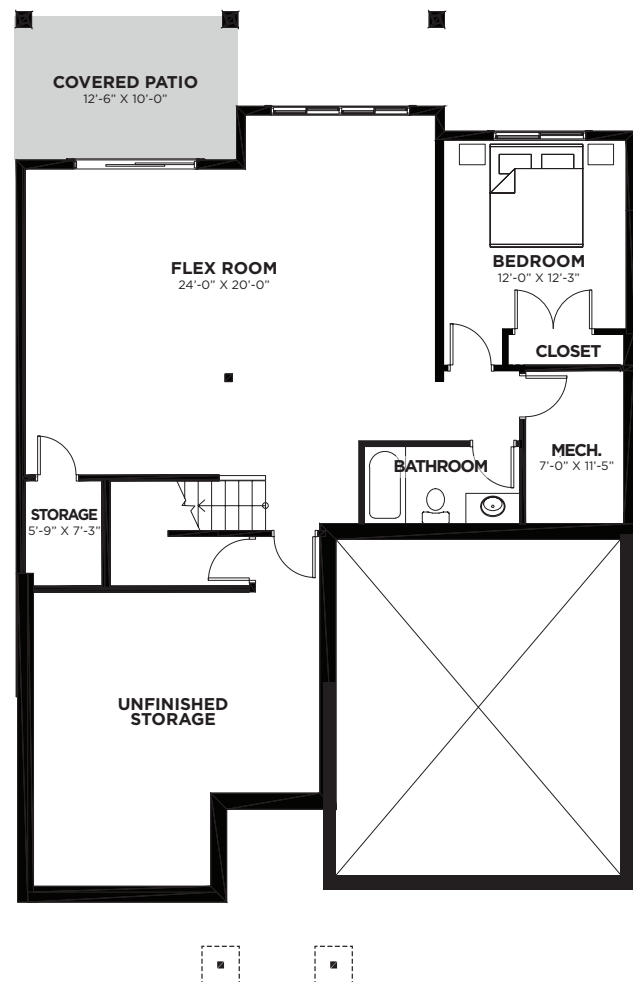 COVERED PATIO
12'-6" X 10'-0"
FLEX ROOM
24'-0" X 20'-0"
BEDROOM
12'-0" X 12'-3"
CLOSET
MECH.
7'-0" X 11'-5"
BATHROOM
STORAGE
5'-9" X 7'-3"
UNFINISHED
STORAGE